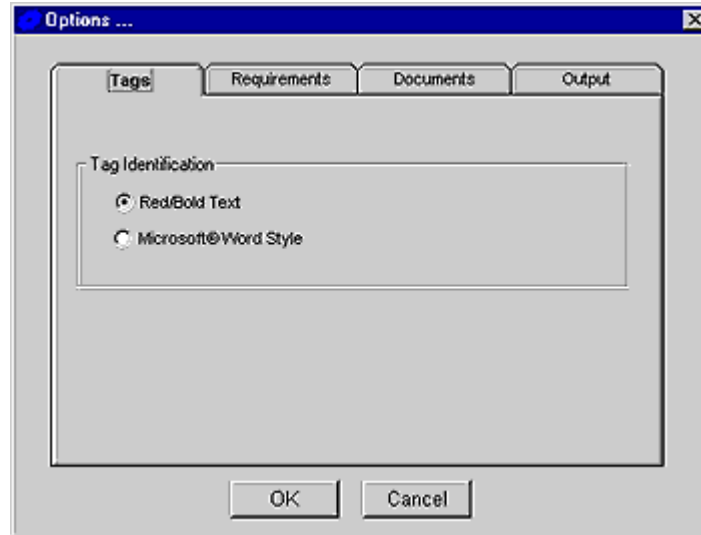 Options ...
Tags Requirements Documents Output
Tag Identification
Red/Bold Text
Microsoft®Word Style
OK Cancel